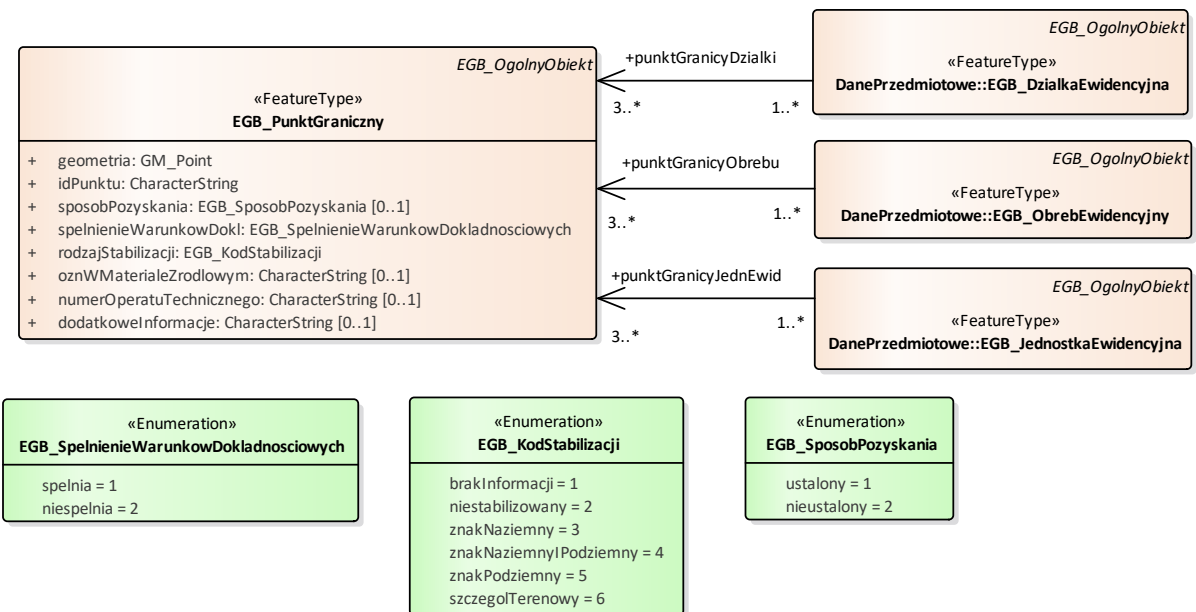 EGB_OgolnyObiekt
«FeatureType»
EGB_PunktGraniczny
+ geometria: GM_Point
+ idPunktu: CharacterString
+ sposobPozyskania: EGB_SposobPozyskania [0..1]
+ spelnienieWarunkowDokl: EGB_SpelnienieWarunkowDokladnosciowych
+ rodzajStabilizacji: EGB_KodStabilizacji
+ oznWMaterialeZrodlowym: CharacterString [0..1]
+ numerOperatuTechnicznego: CharacterString [0..1]
+ dodatkoweInformacje: CharacterString [0..1]
+punktGranicyDzialki
3..*
1..*
EGB_OgolnyObiekt
«FeatureType»
DanePrzedmiotowe::EGB_DzialkaEwidencyjna
+punktGranicyObrebu
3..*
1..*
EGB_OgolnyObiekt
«FeatureType»
DanePrzedmiotowe::EGB_ObrebEwidencyjny
+punktGranicyJednEwid
3..*
1..*
EGB_OgolnyObiekt
«FeatureType»
DanePrzedmiotowe::EGB_JednostkaEwidencyjna
«Enumeration»
EGB_SpelnienieWarunkowDokladnosciowych
spelnia = 1
niespelnia = 2
«Enumeration»
EGB_KodStabilizacji
brakInformacji = 1
niestabilizowany = 2
znakNaziemny = 3
znakNaziemnyIPodziemny = 4
znakPodziemny = 5
szczegolTerenowy = 6
«Enumeration»
EGB_SposobPozyskania
ustalony = 1
nieustalony = 2